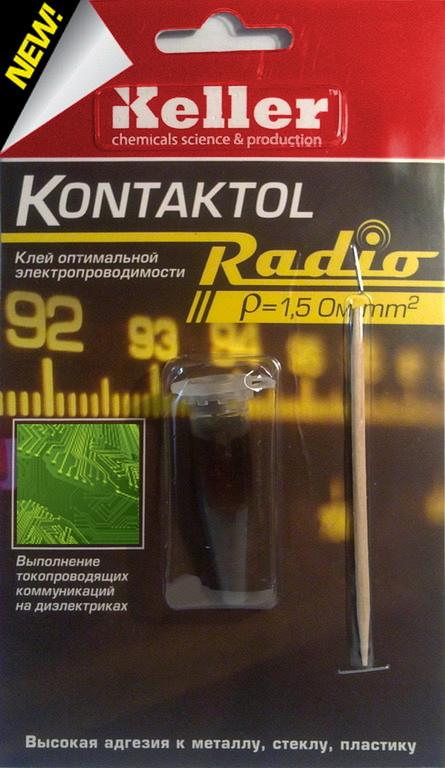 NEW!
Keller
chemicals science & production
KONTAKTOL
Клей оптимальной
электропроводимости
Radio
ρ=1,5 Ом mm²
92
93
94
Выполнение
токопроводящих
коммуникаций
на диэлектриках
Высокая адгезия к металлу, стеклу, пластику